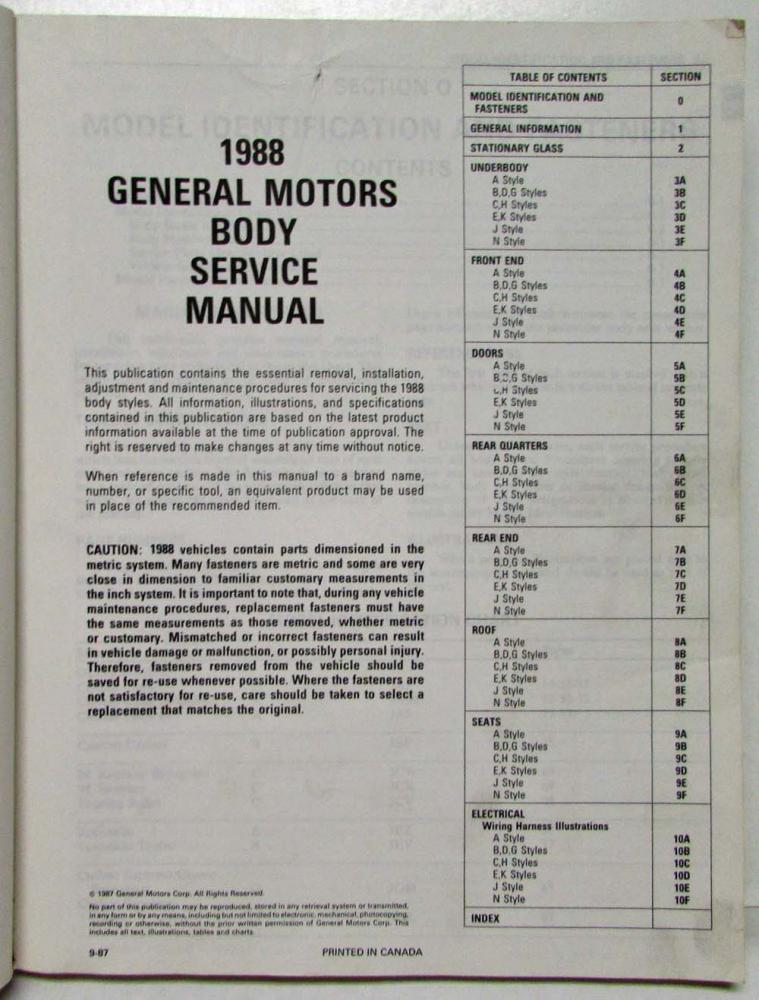 1988
GENERAL MOTORS
BODY
SERVICE
MANUAL
This publication contains the essential removal, installation,
adjustment and maintenance procedures for servicing the 1988
body styles. All information, illustrations, and specifications
contained in this publication are based on the latest product
information available at the time of publication approval. The
right is reserved to make changes at any time without notice.
When reference is made in this manual to a brand name,
number, or specific tool, an equivalent product may be used
in place of the recommended item.
CAUTION: 1988 vehicles contain parts dimensioned in the
metric system. Many fasteners are metric and some are very
close in dimension to familiar customary measurements in
the inch system. It is important to note that, during any vehicle
maintenance procedures, replacement fasteners must have
the same measurements as those removed, whether metric
or customary. Mismatched or incorrect fasteners can result
in vehicle damage or malfunction, or possibly personal injury.
Therefore, fasteners removed from the vehicle should be
saved for re-use whenever possible. Where the fasteners are
not satisfactory for re-use, care should be taken to select a
replacement that matches the original.
© 1987 General Motors Corp. All Rights Reserved.
No part of this publication may be reproduced, stored in any retrieval system or transmitted,
in any form or by any means, including but not limited to electronic, mechanical, photocopying,
recording or otherwise, without the prior written permission of General Motors Corp. This
includes all text, illustrations, tables and charts.
9-87
PRINTED IN CANADA
TABLE OF CONTENTS SECTION
MODEL IDENTIFICATION AND
FASTENERS 0
GENERAL INFORMATION 1
STATIONARY GLASS 2
UNDERBODY
A Style 3A
B,D,G Styles 3B
C,H Styles 3C
E,K Styles 3D
J Style 3E
N Style 3F
FRONT END
A Style 4A
B,D,G Styles 4B
C,H Styles 4C
E,K Styles 4D
J Style 4E
N Style 4F
DOORS
A Style 5A
B,D,G Styles 5B
C,H Styles 5C
E,K Styles 5D
J Style 5E
N Style 5F
REAR QUARTERS
A Style 6A
B,D,G Styles 6B
C,H Styles 6C
E,K Styles 6D
J Style 6E
N Style 6F
REAR END
A Style 7A
B,D,G Styles 7B
C,H Styles 7C
E,K Styles 7D
J Style 7E
N Style 7F
ROOF
A Style 8A
B,D,G Styles 8B
C,H Styles 8C
E,K Styles 8D
J Style 8E
N Style 8F
SEATS
A Style 9A
B,D,G Styles 9B
C,H Styles 9C
E,K Styles 9D
J Style 9E
N Style 9F
ELECTRICAL
Wiring Harness Illustrations
A Style 10A
B,D,G Styles 10B
C,H Styles 10C
E,K Styles 10D
J Style 10E
N Style 10F
INDEX